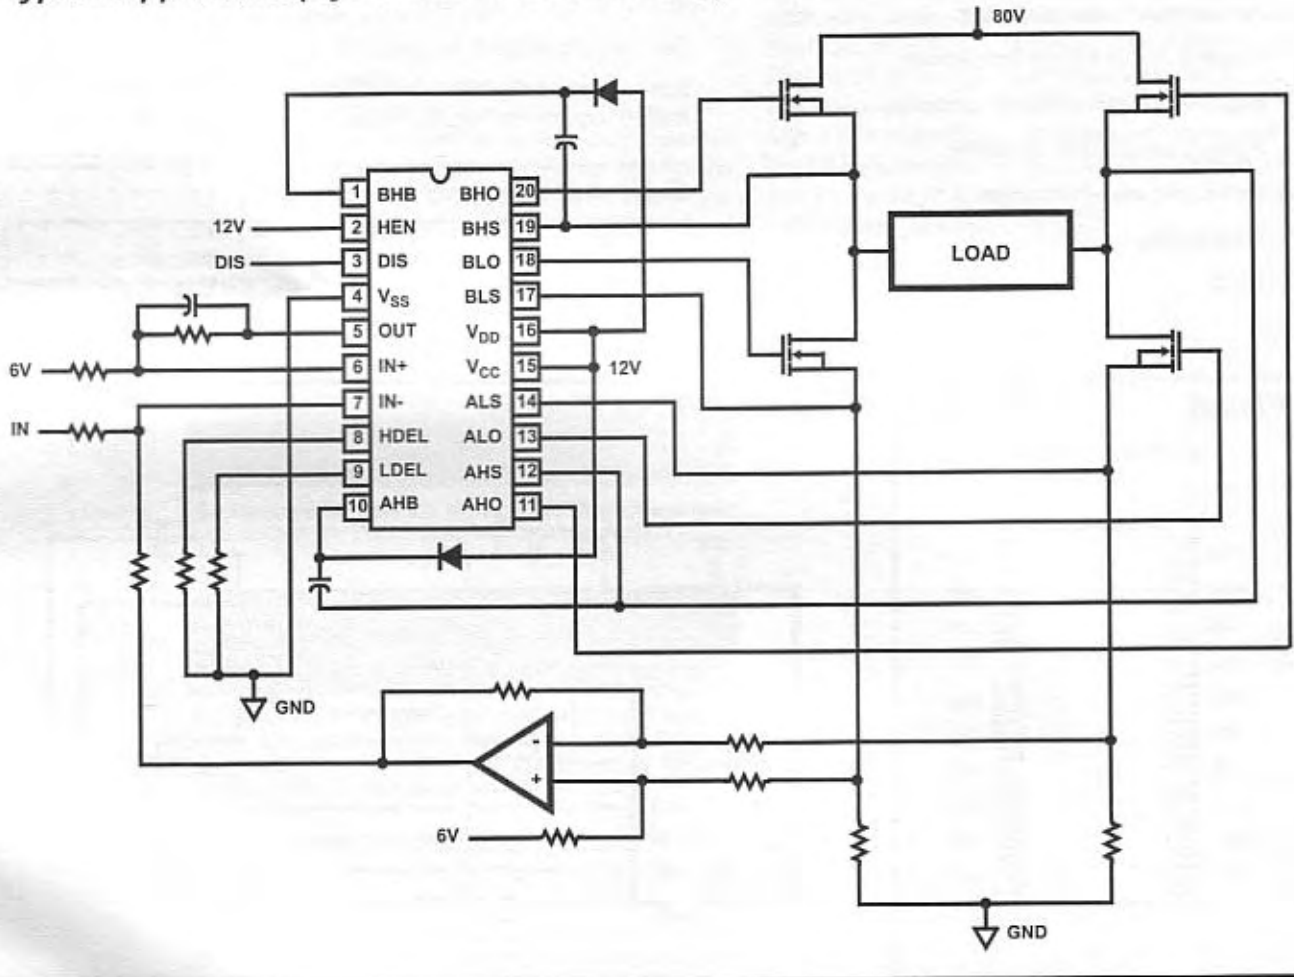 80V
1 BHB BHO 20
12V 2 HEN BHS 19
DIS 3 DIS BLO 18
LOAD
4 VSS BLS 17
5 OUT VDD 16
6V 6 IN+ VCC 15 12V
IN 7 IN- ALS 14
8 HDEL ALO 13
9 LDEL AHS 12
10 AHB AHO 11
GND
-
+
6V
GND